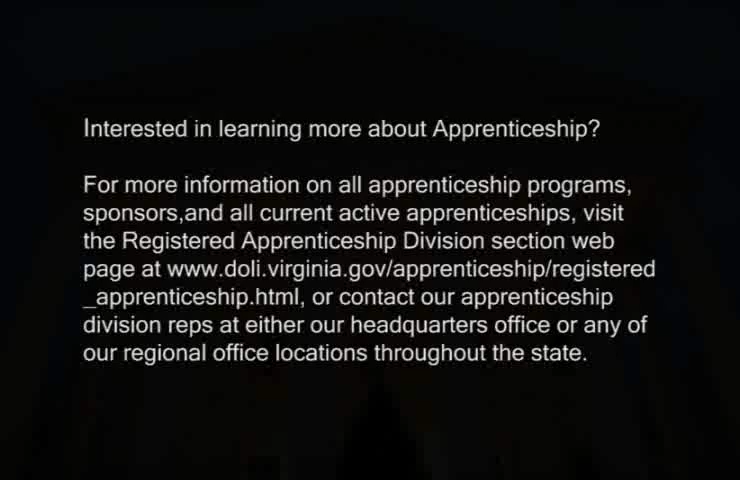 Interested in learning more about Apprenticeship?
For more information on all apprenticeship programs,
sponsors,and all current active apprenticeships, visit
the Registered Apprenticeship Division section web
page at www.doli.virginia.gov/apprenticeship/registered
_apprenticeship.html, or contact our apprenticeship
division reps at either our headquarters office or any of
our regional office locations throughout the state.